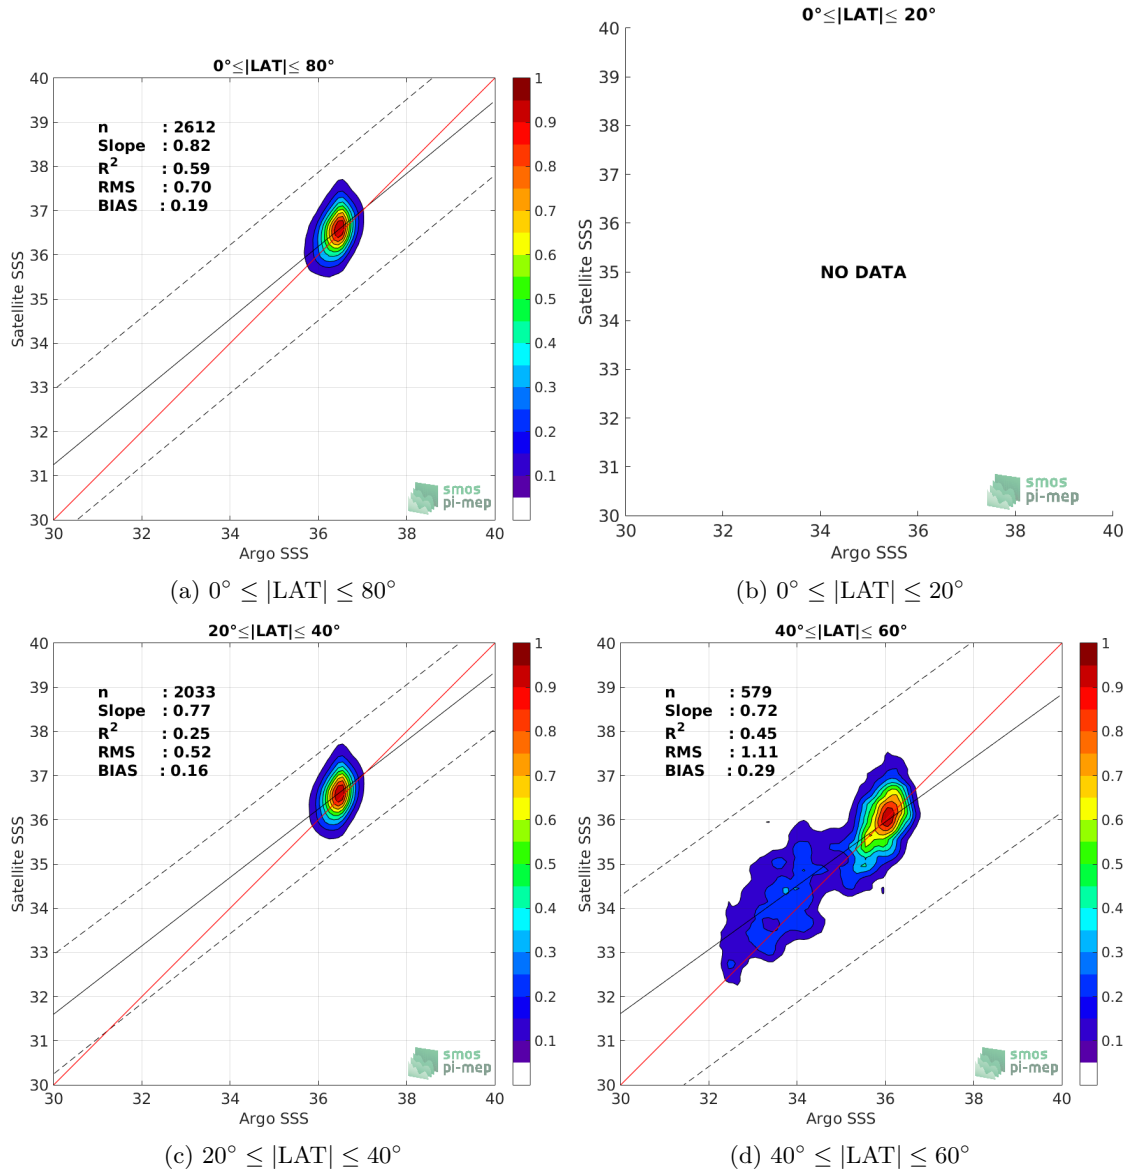 0°≤|LAT|≤ 80°
40
39
38
37
36
35
34
33
32
31
30
Satellite SSS
n : 2612
Slope : 0.82
R² : 0.59
RMS : 0.70
BIAS : 0.19
smos
pi-mep
30 32 34 36 38 40
Argo SSS
1
0.9
0.8
0.7
0.6
0.5
0.4
0.3
0.2
0.1
(a) 0° ≤ |LAT| ≤ 80°
0°≤|LAT|≤ 20°
40
39
38
37
36
35
34
33
32
31
30
Satellite SSS
NO DATA
smos
pi-mep
30 32 34 36 38 40
Argo SSS
(b) 0° ≤ |LAT| ≤ 20°
20°≤|LAT|≤ 40°
40
39
38
37
36
35
34
33
32
31
30
Satellite SSS
n : 2033
Slope : 0.77
R² : 0.25
RMS : 0.52
BIAS : 0.16
smos
pi-mep
30 32 34 36 38 40
Argo SSS
1
0.9
0.8
0.7
0.6
0.5
0.4
0.3
0.2
0.1
(c) 20° ≤ |LAT| ≤ 40°
40°≤|LAT|≤ 60°
40
39
38
37
36
35
34
33
32
31
30
Satellite SSS
n : 579
Slope : 0.72
R² : 0.45
RMS : 1.11
BIAS : 0.29
smos
pi-mep
30 32 34 36 38 40
Argo SSS
1
0.9
0.8
0.7
0.6
0.5
0.4
0.3
0.2
0.1
(d) 40° ≤ |LAT| ≤ 60°